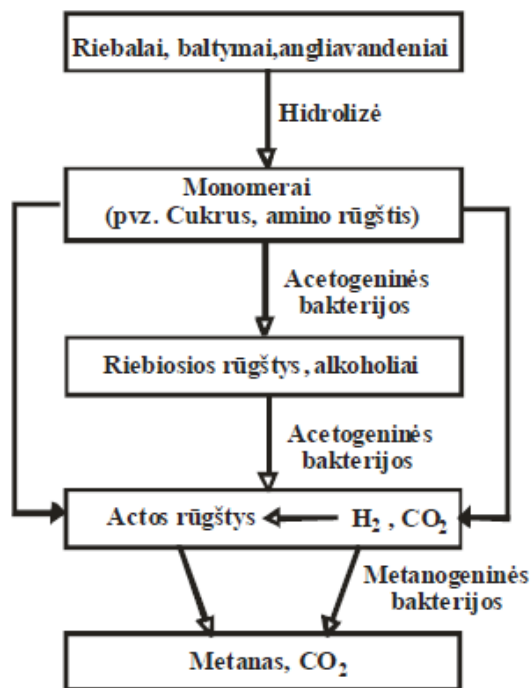 Riebalai, baltymai,angliavandeniai
Hidrolizė
Monomerai
(pvz. Cukrus, amino rūgštis)
Acetogeninės
bakterijos
Riebiosios rūgštys, alkoholiai
Acetogeninės
bakterijos
Actos rūgštys H₂ , CO₂
Metanogeninės
bakterijos
Metanas, CO₂